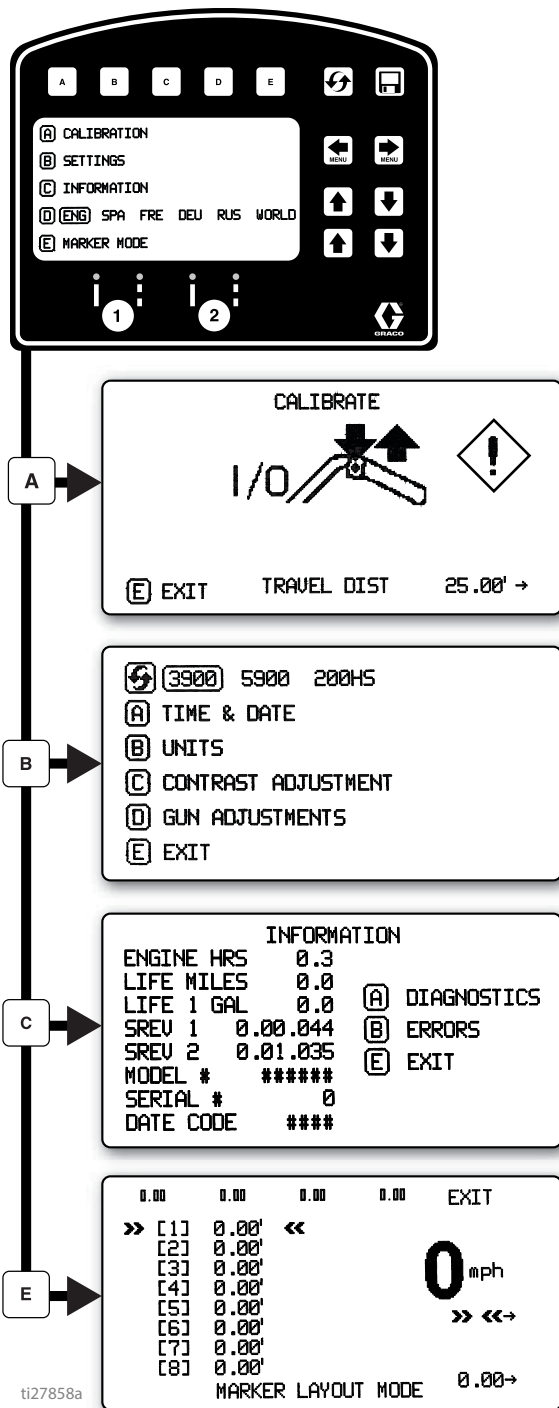 A B C D E
A CALIBRATION
B SETTINGS
C INFORMATION
D ENG SPA FRE DEU RUS WORLD
E MARKER MODE
MENU MENU
1 2
GRACO
A
CALIBRATE
I/O
!
E EXIT TRAVEL DIST 25.00' →
B
3900 5900 200HS
A TIME & DATE
B UNITS
C CONTRAST ADJUSTMENT
D GUN ADJUSTMENTS
E EXIT
C
INFORMATION
ENGINE HRS 0.3
LIFE MILES 0.0
LIFE 1 GAL 0.0
SREV 1 0.00.044
SREV 2 0.01.035
MODEL # ######
SERIAL # 0
DATE CODE ####
A DIAGNOSTICS
B ERRORS
E EXIT
E
0.00 0.00 0.00 0.00 EXIT
» [1] 0.00' «
[2] 0.00'
[3] 0.00'
[4] 0.00'
[5] 0.00'
[6] 0.00'
[7] 0.00'
[8] 0.00'
0 mph
» «→
MARKER LAYOUT MODE 0.00→
ti27858a